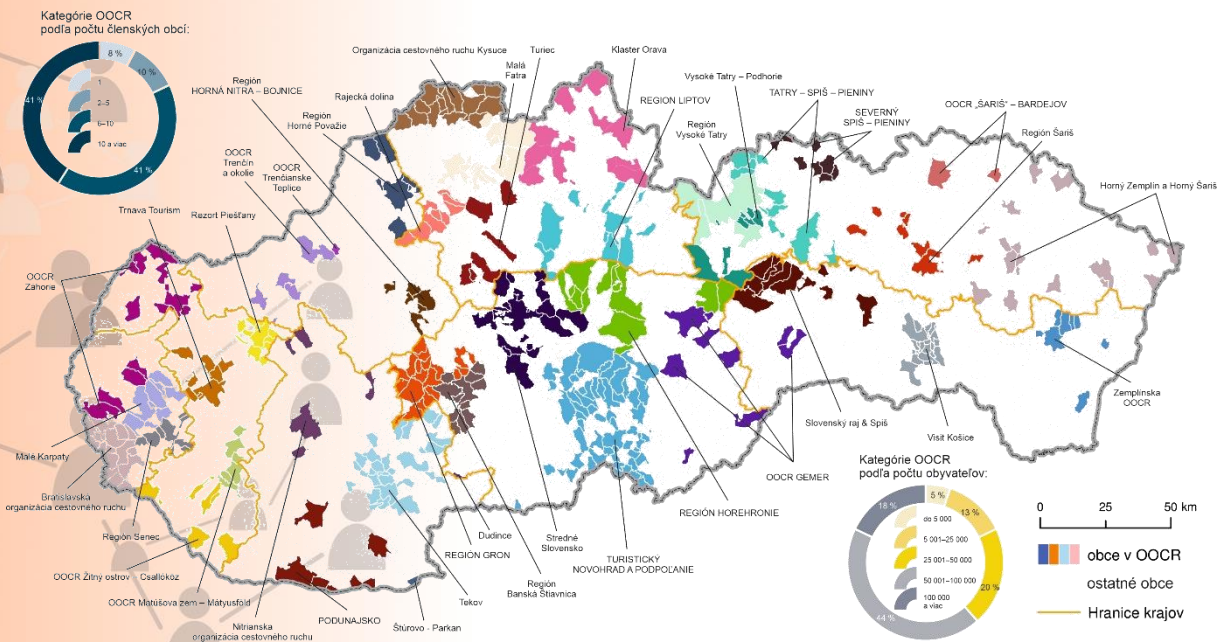 Kategórie OOCR
podľa počtu členských obcí:
8 %
10 %
41 %
41 %
1
2–5
6–10
10 a viac
Organizácia cestovného ruchu Kysuce
Turiec
Klaster Orava
Malá
Fatra
Región
HORNÁ NITRA – BOJNICE
Rajecká dolina
Región
Horné Považie
REGION LIPTOV
Vysoké Tatry – Podhorie
TATRY – SPIŠ – PIENINY
Región
Vysoké Tatry
SEVERNÝ
SPIŠ – PIENINY
OOCR „ŠARIŠ“ – BARDEJOV
Región Šariš
Horný Zemplín a Horný Šariš
OOCR
Trenčín
a okolie
OOCR
Trenčianske
Teplice
Trnava Tourism
Rezort Piešťany
OOCR
Záhorie
Malé Karpaty
Bratislavská
organizácia cestovného ruchu
Región Senec
OOCR Žitný ostrov - Csallóköz
OOCR Matúšova zem – Mátyusföld
Nitrianska
organizácia cestovného ruchu
PODUNAJSKO
Štúrovo - Parkan
Tekov
REGIÓN GRON
Dudince
Región
Banská Štiavnica
Stredné
Slovensko
TURISTICKÝ
NOVOHRAD A PODPOĽANIE
REGIÓN HOREHRONIE
OOCR GEMER
Slovenský raj & Spiš
Visit Košice
Zemplínska
OOCR
Kategórie OOCR
podľa počtu obyvateľov:
5 %
13 %
20 %
44 %
18 %
do 5 000
5 001–25 000
25 001–50 000
50 001–100 000
100 000
a viac
0 25 50 km
obce v OOCR
ostatné obce
Hranice krajov